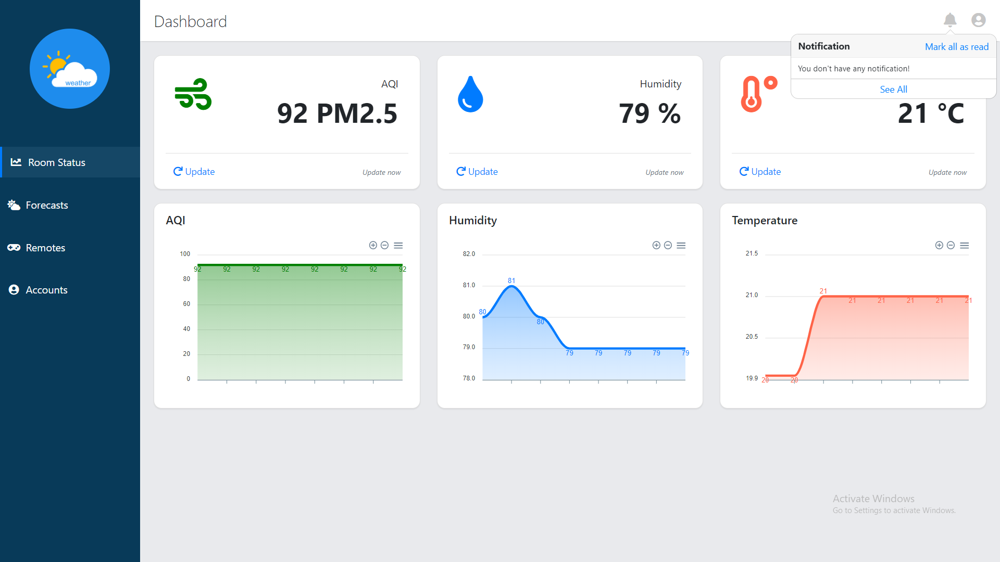 Dashboard
weather
Room Status
Forecasts
Remotes
Accounts
Notification
Mark all as read
You don't have any notification!
See All
AQI
92 PM2.5
Update
Update now
Humidity
79 %
Update
Update now
21 °C
Update
Update now
AQI
100
80
60
40
20
0
92 92 92 92 92 92 92 92
Humidity
82.0
81.0
80.0
79.0
78.0
80 81 80 79 79 79 79 79
Temperature
21.5
21.0
20.5
19.9
20 20 21 21 21 21 21 21
Activate Windows
Go to Settings to activate Windows.